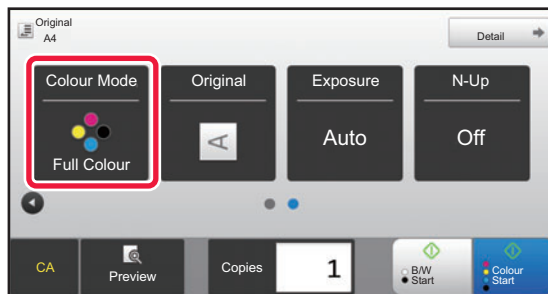 Original
A4
Detail
Colour Mode
Full Colour
Original
A
Exposure
Auto
N-Up
Off
CA
Preview
Copies
1
B/W
Start
Colour
Start